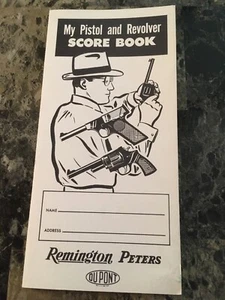 My Pistol and Revolver
SCORE BOOK
NAME
ADDRESS
Remington PETERS
DU PONT